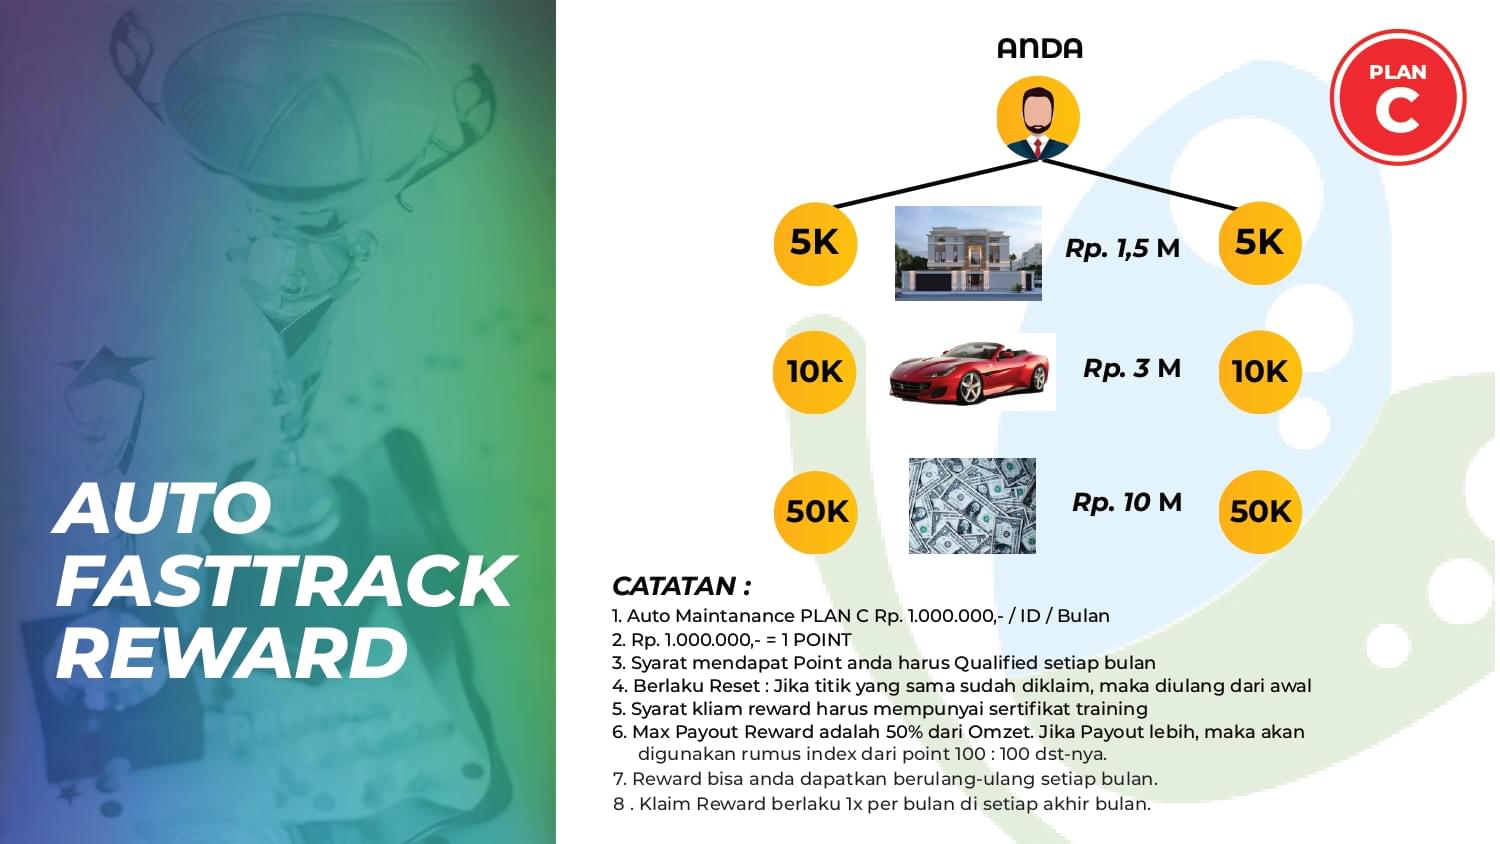 AUTO
FASTTRACK
REWARD
ANDA
PLAN
C
5K
Rp. 1,5 M
5K
10K
Rp. 3 M
10K
50K
Rp. 10 M
50K
CATATAN :
1. Auto Maintanance PLAN C Rp. 1.000.000,- / ID / Bulan
2. Rp. 1.000.000,- = 1 POINT
3. Syarat mendapat Point anda harus Qualified setiap bulan
4. Berlaku Reset : Jika titik yang sama sudah diklaim, maka diulang dari awal
5. Syarat kliam reward harus mempunyai sertifikat training
6. Max Payout Reward adalah 50% dari Omzet. Jika Payout lebih, maka akan
digunakan rumus index dari point 100 : 100 dst-nya.
7. Reward bisa anda dapatkan berulang-ulang setiap bulan.
8 . Klaim Reward berlaku 1x per bulan di setiap akhir bulan.